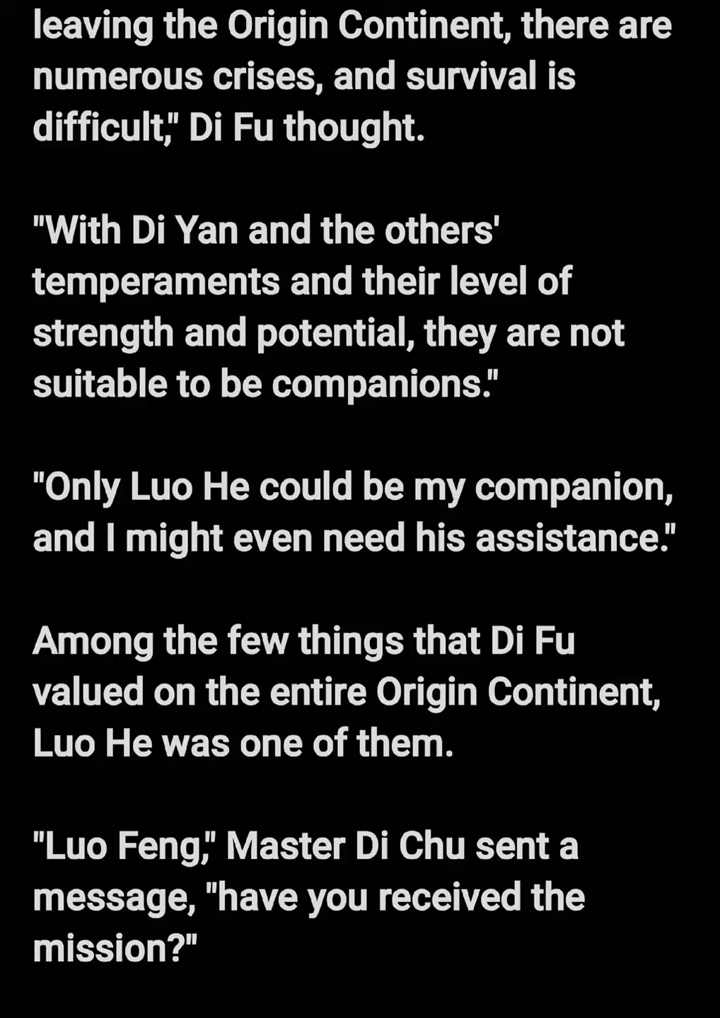 leaving the Origin Continent, there are
numerous crises, and survival is
difficult," Di Fu thought.
"With Di Yan and the others'
temperaments and their level of
strength and potential, they are not
suitable to be companions."
"Only Luo He could be my companion,
and I might even need his assistance."
Among the few things that Di Fu
valued on the entire Origin Continent,
Luo He was one of them.
"Luo Feng," Master Di Chu sent a
message, "have you received the
mission?"